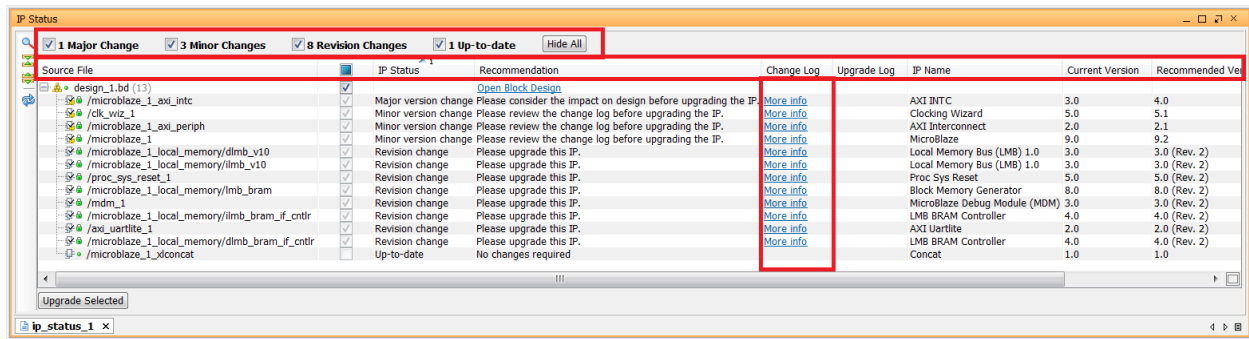 IP Status
1 Major Change 3 Minor Changes 8 Revision Changes 1 Up-to-date Hide All
Source File 1 IP Status Recommendation Change Log Upgrade Log IP Name Current Version Recommended Ver
design_1.bd (13) Open Block Design
/microblaze_1_axi_intc Major version change Please consider the impact on design before upgrading the IP. More info AXI INTC 3.0 4.0
/clk_wiz_1 Minor version change Please review the change log before upgrading the IP. More info Clocking Wizard 5.0 5.1
/microblaze_1_axi_periph Minor version change Please review the change log before upgrading the IP. More info AXI Interconnect 2.0 2.1
/microblaze_1 Minor version change Please review the change log before upgrading the IP. More info MicroBlaze 9.0 9.2
/microblaze_1_local_memory/dlmb_v10 Revision change Please upgrade this IP. More info Local Memory Bus (LMB) 1.0 3.0 3.0 (Rev. 2)
/microblaze_1_local_memory/ilmb_v10 Revision change Please upgrade this IP. More info Local Memory Bus (LMB) 1.0 3.0 3.0 (Rev. 2)
/proc_sys_reset_1 Revision change Please upgrade this IP. More info Proc Sys Reset 5.0 5.0 (Rev. 2)
/microblaze_1_local_memory/lmb_bram Revision change Please upgrade this IP. More info Block Memory Generator 8.0 8.0 (Rev. 2)
/mdm_1 Revision change Please upgrade this IP. More info MicroBlaze Debug Module (MDM) 3.0 3.0 (Rev. 2)
/microblaze_1_local_memory/ilmb_bram_if_cntlr Revision change Please upgrade this IP. More info LMB BRAM Controller 4.0 4.0 (Rev. 2)
/axi_uartlite_1 Revision change Please upgrade this IP. More info AXI Uartlite 2.0 2.0 (Rev. 2)
/microblaze_1_local_memory/dlmb_bram_if_cntlr Revision change Please upgrade this IP. More info LMB BRAM Controller 4.0 4.0 (Rev. 2)
/microblaze_1_xlconcat Up-to-date No changes required Concat 1.0 1.0
Upgrade Selected
ip_status_1